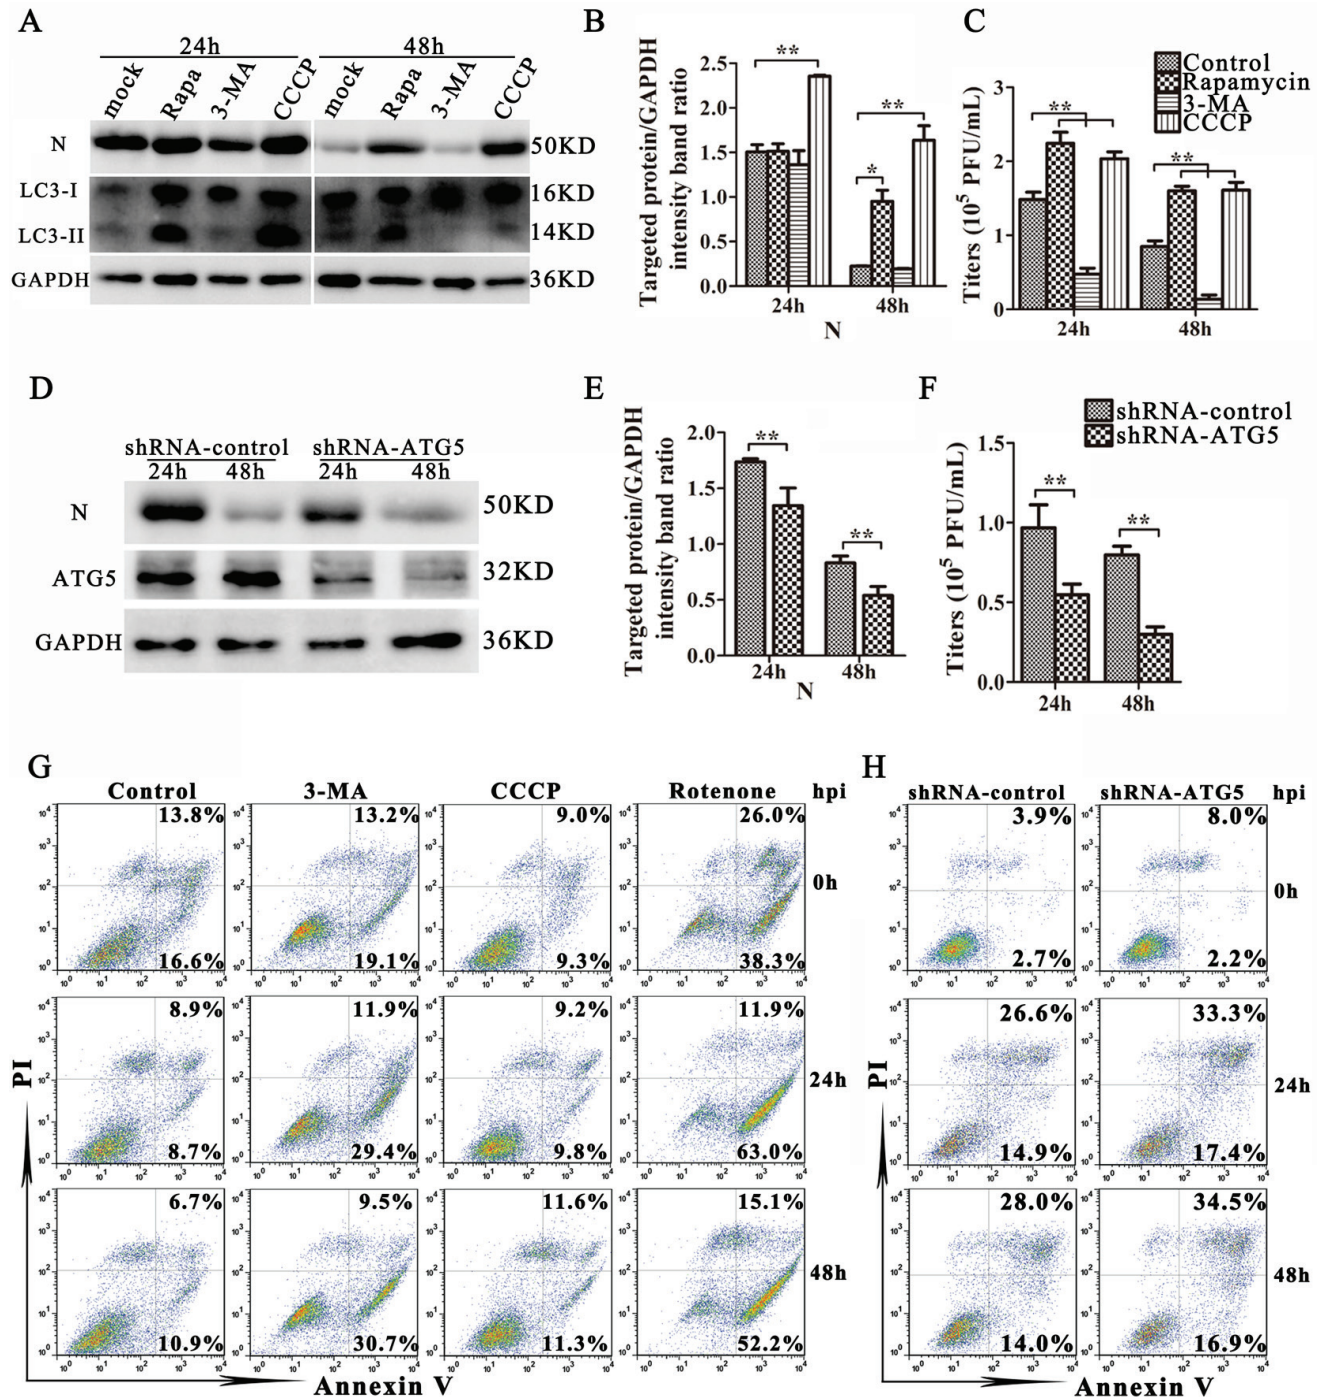 A
24h 48h
mock Rapa 3-MA CCCP mock Rapa 3-MA CCCP
N 50KD
LC3-I 16KD
LC3-II 14KD
GAPDH 36KD
B
Targeted protein/GAPDH
intensity band ratio
2.5
2.0
1.5
1.0
0.5
0.0
**
**
*
24h 48h
N
C
Control
Rapamycin
3-MA
CCCP
Titers (10⁵ PFU/mL)
3
2
1
0
**
**
24h 48h
D
shRNA-control shRNA-ATG5
24h 48h 24h 48h
N 50KD
ATG5 32KD
GAPDH 36KD
E
Targeted protein/GAPDH
intensity band ratio
2.0
1.5
1.0
0.5
0.0
**
**
24h 48h
N
F
shRNA-control
shRNA-ATG5
Titers (10⁵ PFU/mL)
1.5
1.0
0.5
0.0
**
**
24h 48h
G
Control 3-MA CCCP Rotenone hpi
13.8% 13.2% 9.0% 26.0%
0h
16.6% 19.1% 9.3% 38.3%
8.9% 11.9% 9.2% 11.9%
24h
8.7% 29.4% 9.8% 63.0%
6.7% 9.5% 11.6% 15.1%
48h
10.9% 30.7% 11.3% 52.2%
PI
Annexin V
H
shRNA-control shRNA-ATG5 hpi
3.9% 8.0%
0h
2.7% 2.2%
26.6% 33.3%
24h
14.9% 17.4%
28.0% 34.5%
48h
14.0% 16.9%
PI
Annexin V